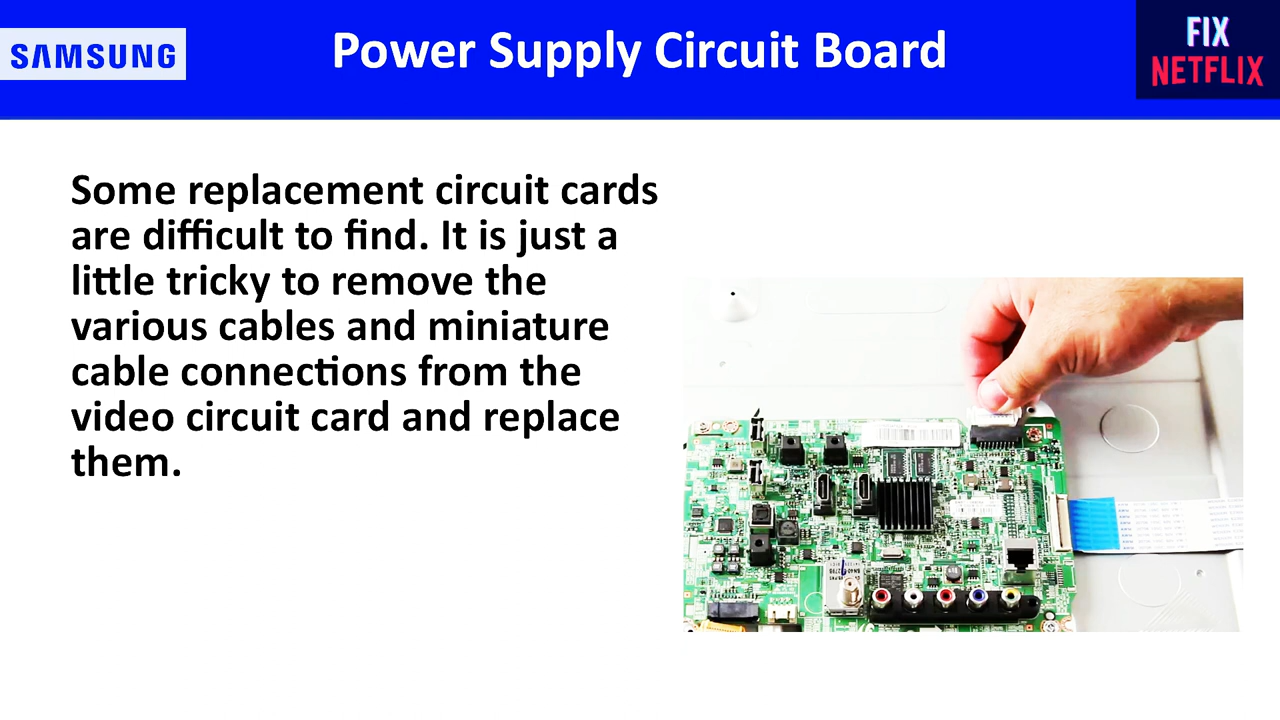 SAMSUNG
Power Supply Circuit Board
FIX
NETFLIX
Some replacement circuit cards
are difficult to find. It is just a
little tricky to remove the
various cables and miniature
cable connections from the
video circuit card and replace
them.